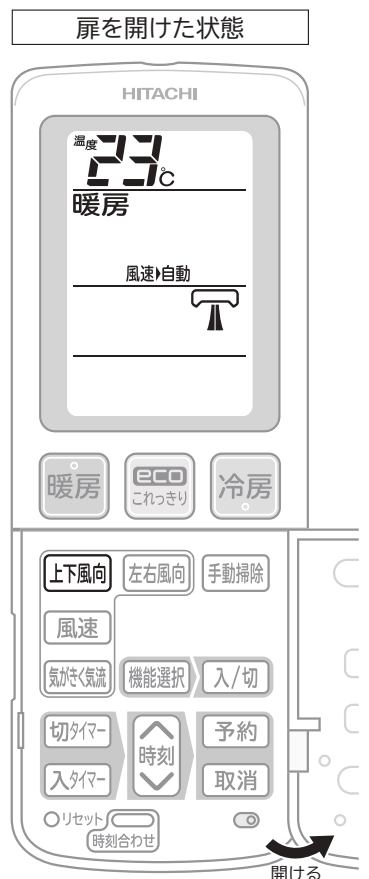 扉を開けた状態
HITACHI
温度 23℃
暖房
風速▶自動
暖房
eco これっきり
冷房
上下風向 左右風向 手動掃除
風速
気がきく気流 機能選択 入/切
切タイマー 時刻 予約
入タイマー 取消
リセット
時刻合わせ
開ける